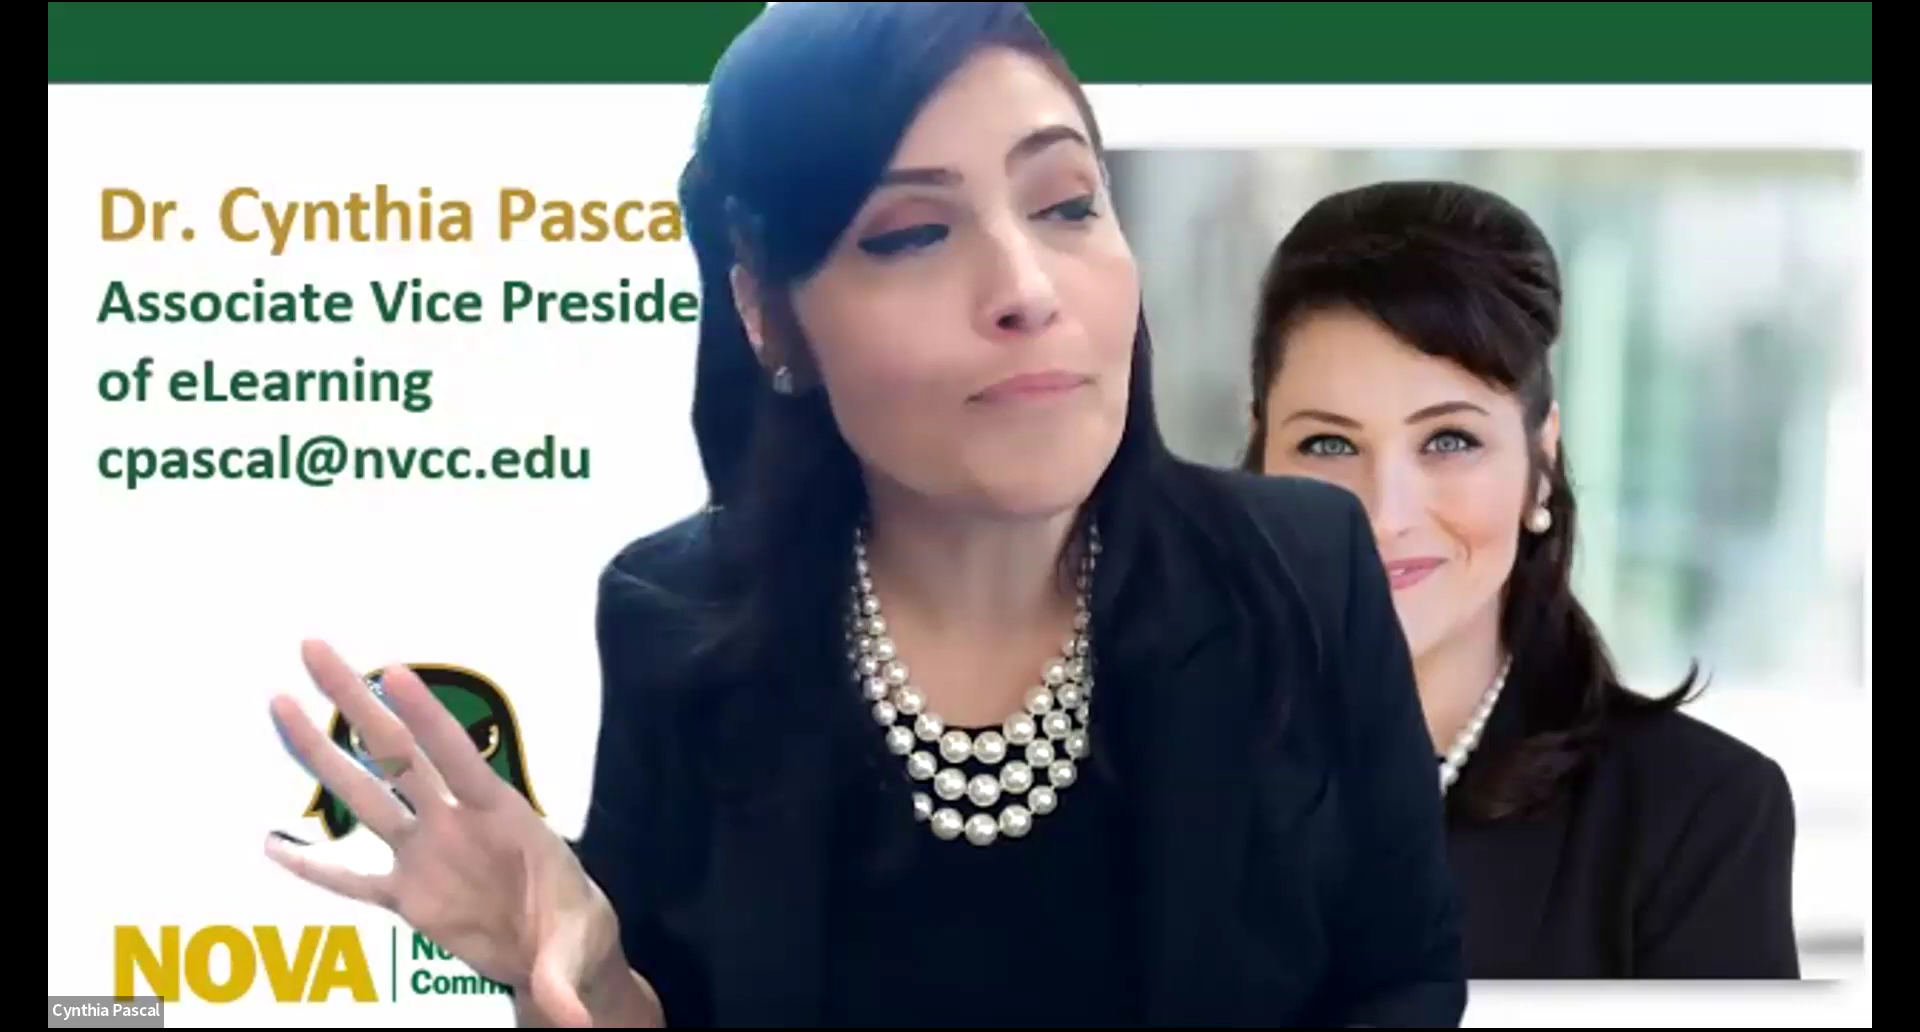 Dr. Cynthia Pasca
Associate Vice Preside
of eLearning
cpascal@nvcc.edu
NOVA
Comm
Cynthia Pascal